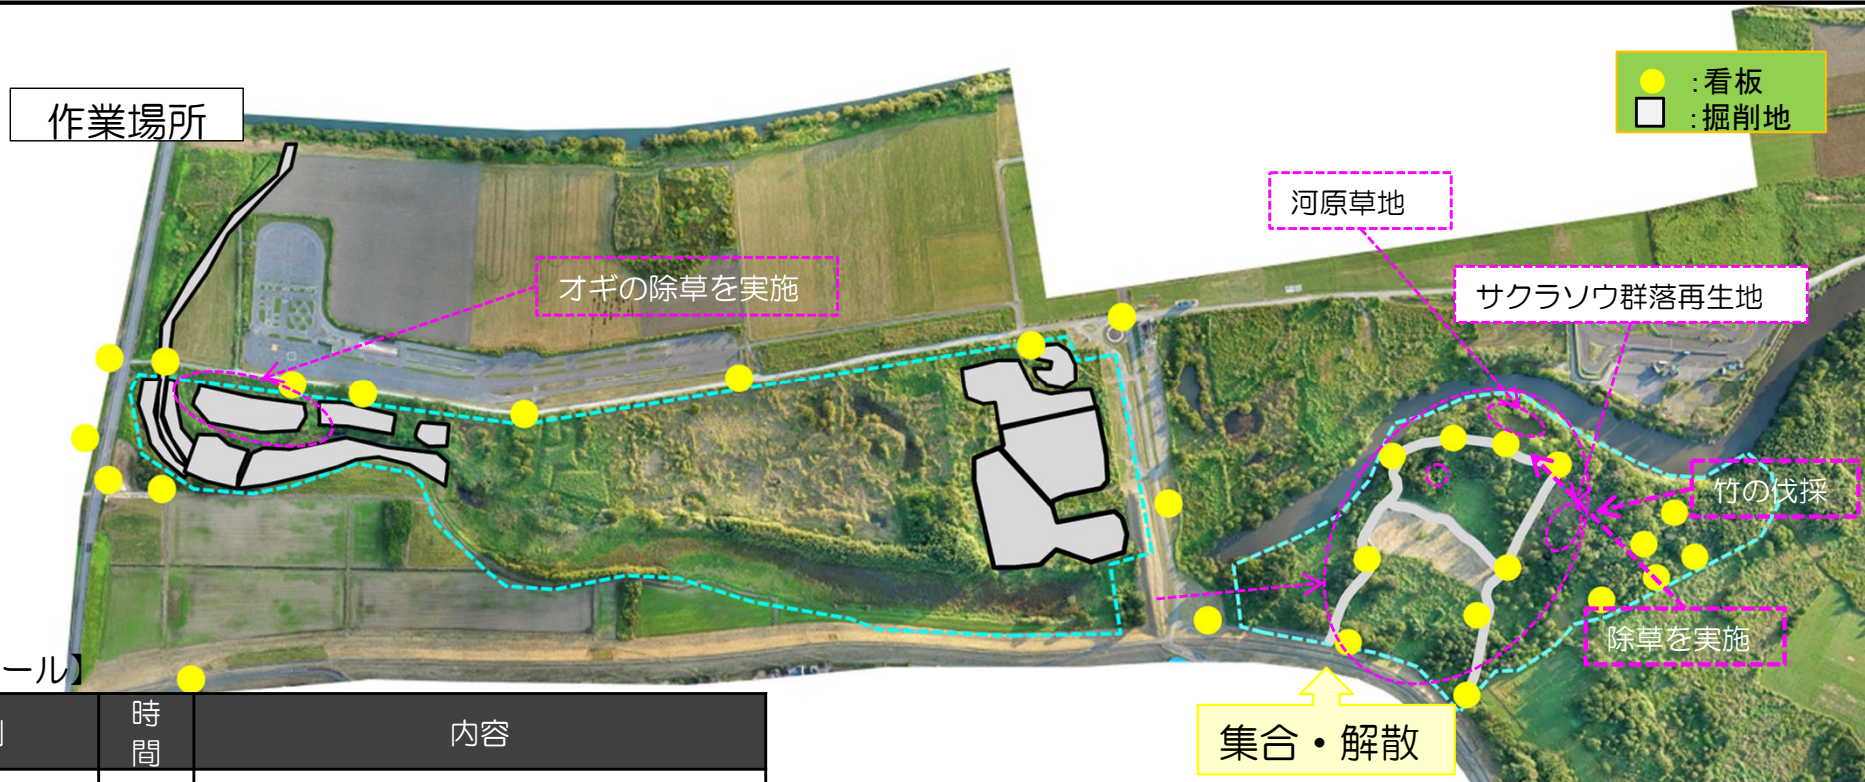 作業場所
:看板
:掘削地
河原草地
オギの除草を実施
サクラソウ群落再生地
竹の伐採
除草を実施
集合・解散
ール】
時
間
内容